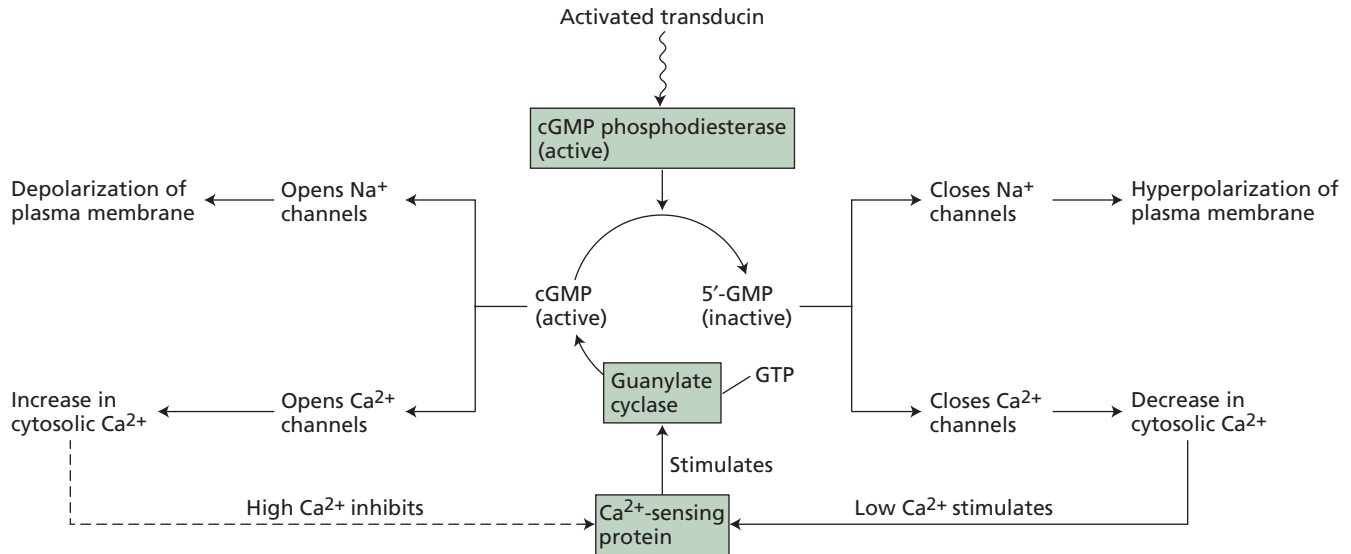 Activated transducin
cGMP phosphodiesterase
(active)
Depolarization of
plasma membrane
Opens Na⁺
channels
Closes Na⁺
channels
Hyperpolarization of
plasma membrane
cGMP
(active)
5′-GMP
(inactive)
Guanylate
cyclase
GTP
Increase in
cytosolic Ca²⁺
Opens Ca²⁺
channels
Closes Ca²⁺
channels
Decrease in
cytosolic Ca²⁺
Stimulates
High Ca²⁺ inhibits
Ca²⁺-sensing
protein
Low Ca²⁺ stimulates